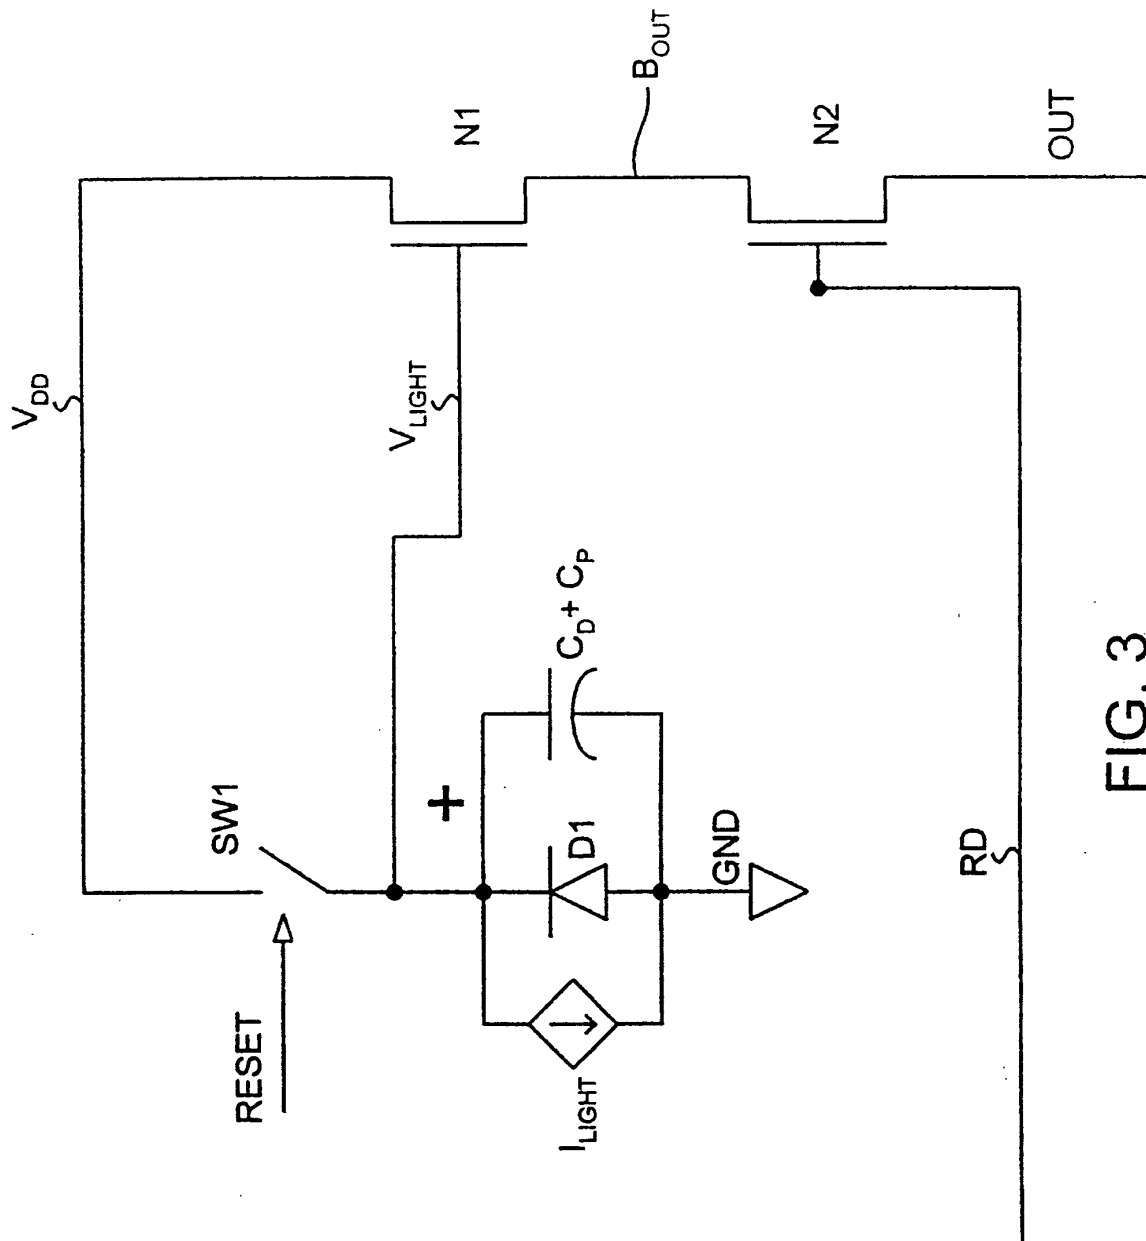 V_DD
N1
B_OUT
V_LIGHT
N2
OUT
SW1
RESET
+
C_D + C_P
D1
I_LIGHT
GND
RD
FIG. 3